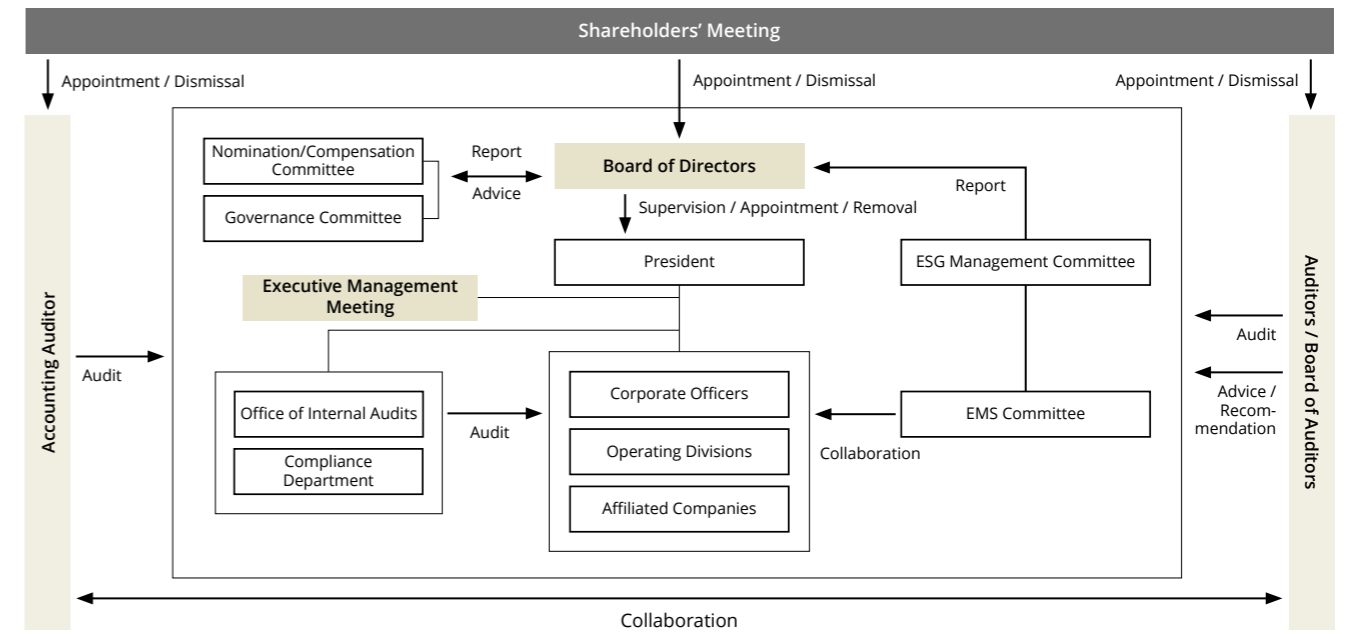 Shareholders' Meeting
Appointment / Dismissal
Appointment / Dismissal
Appointment / Dismissal
Nomination/Compensation
Committee
Governance Committee
Report
Advice
Board of Directors
Report
Supervision / Appointment / Removal
President
ESG Management Committee
Executive Management
Meeting
Accounting Auditor
Audit
Office of Internal Audits
Compliance
Department
Audit
Corporate Officers
Operating Divisions
Affiliated Companies
EMS Committee
Collaboration
Audit
Advice /
Recom-
mendation
Auditors / Board of Auditors
Collaboration